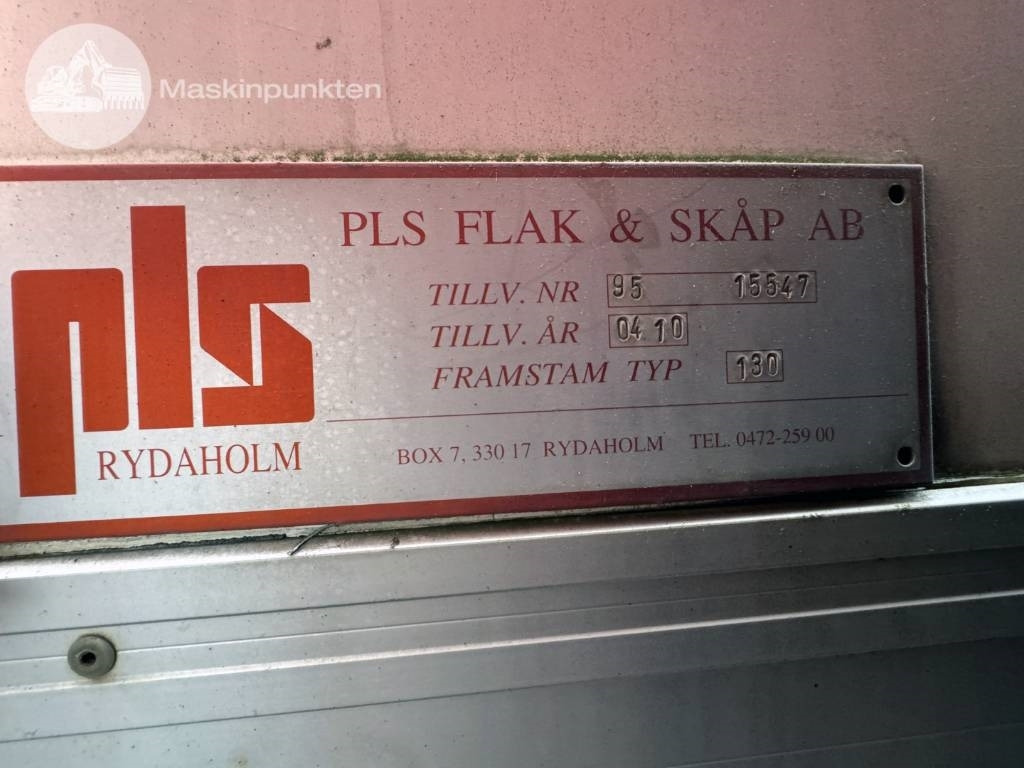 Maskinpunkten
pls
RYDAHOLM
PLS FLAK & SKÅP AB
TILLV. NR 95 15547
TILLV. ÅR 04 10
FRAMSTAM TYP 130
BOX 7, 330 17 RYDAHOLM TEL. 0472-259 00